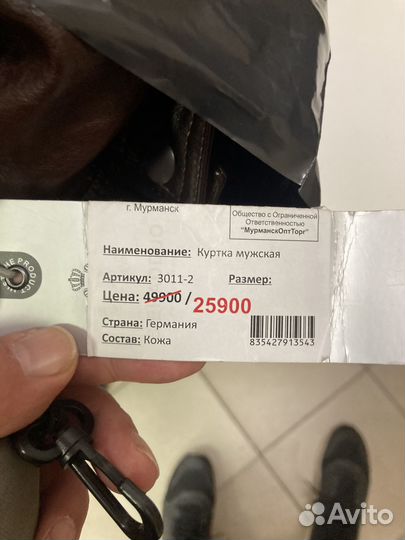 г. Мурманск
Общество с Ограниченной
Ответственностью
"МурманскОптТорг"
Наименование: Куртка мужская
Артикул: 3011-2 Размер:
Цена: 49900 / 25900
Страна: Германия
Состав: Кожа
835427913543
Avito